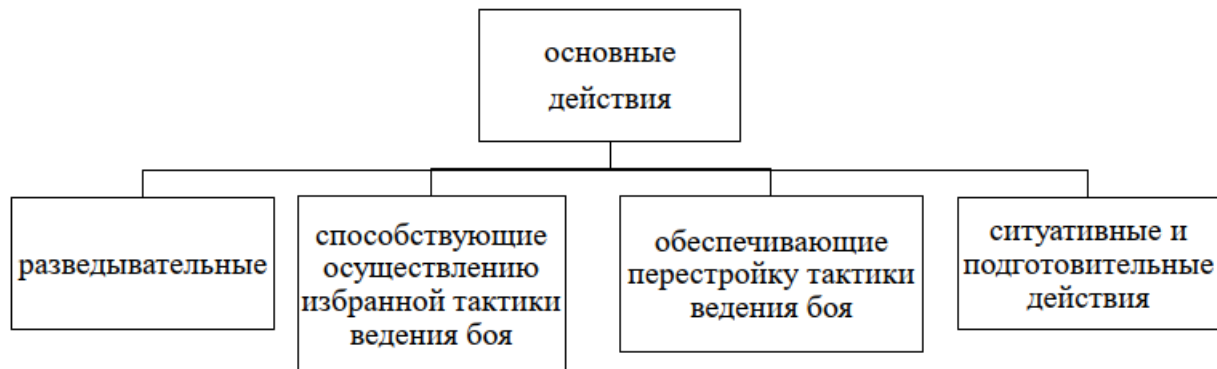 основные
действия
разведывательные
способствующие
осуществлению
избранной тактики
ведения боя
обеспечивающие
перестройку тактики
ведения боя
ситуативные и
подготовительные
действия